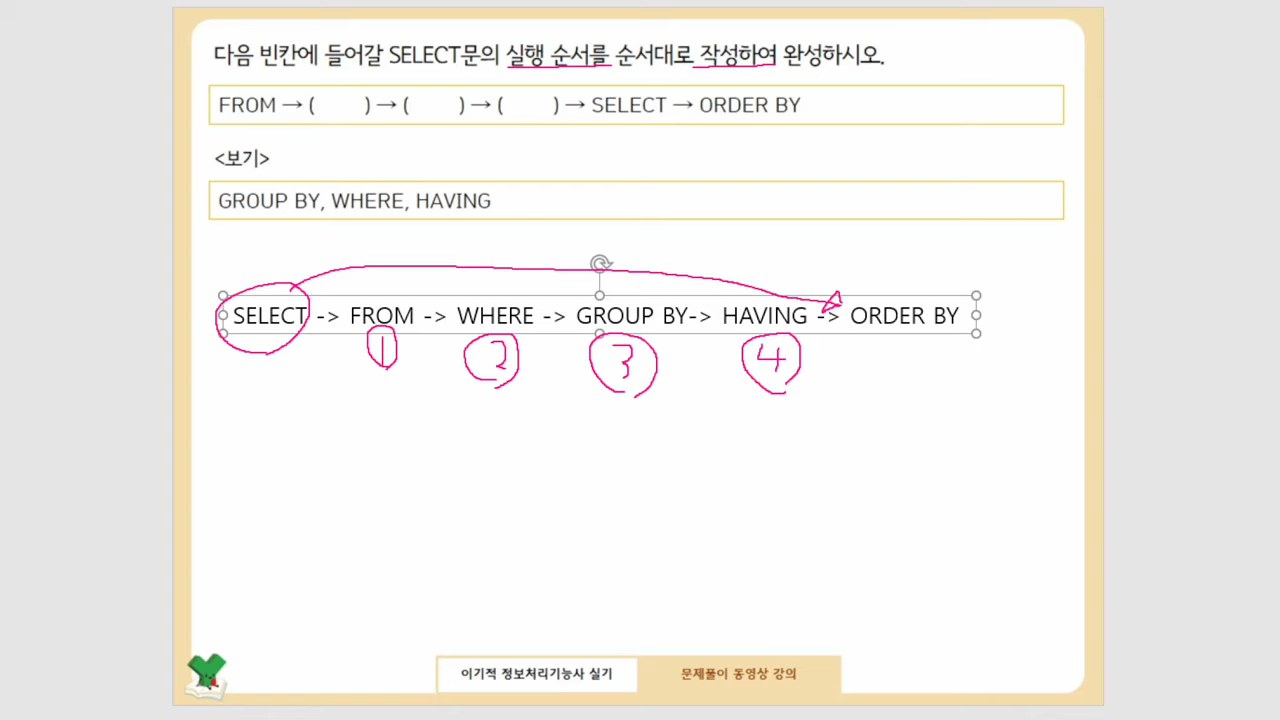 다음 빈칸에 들어갈 SELECT문의 실행 순서를 순서대로 작성하여 완성하시오.
FROM → (      ) → (      ) → (      ) → SELECT → ORDER BY
<보기>
GROUP BY, WHERE, HAVING
SELECT -> FROM -> WHERE -> GROUP BY-> HAVING -> ORDER BY
1 2 3 4
이기적 정보처리기능사 실기
문제풀이 동영상 강의